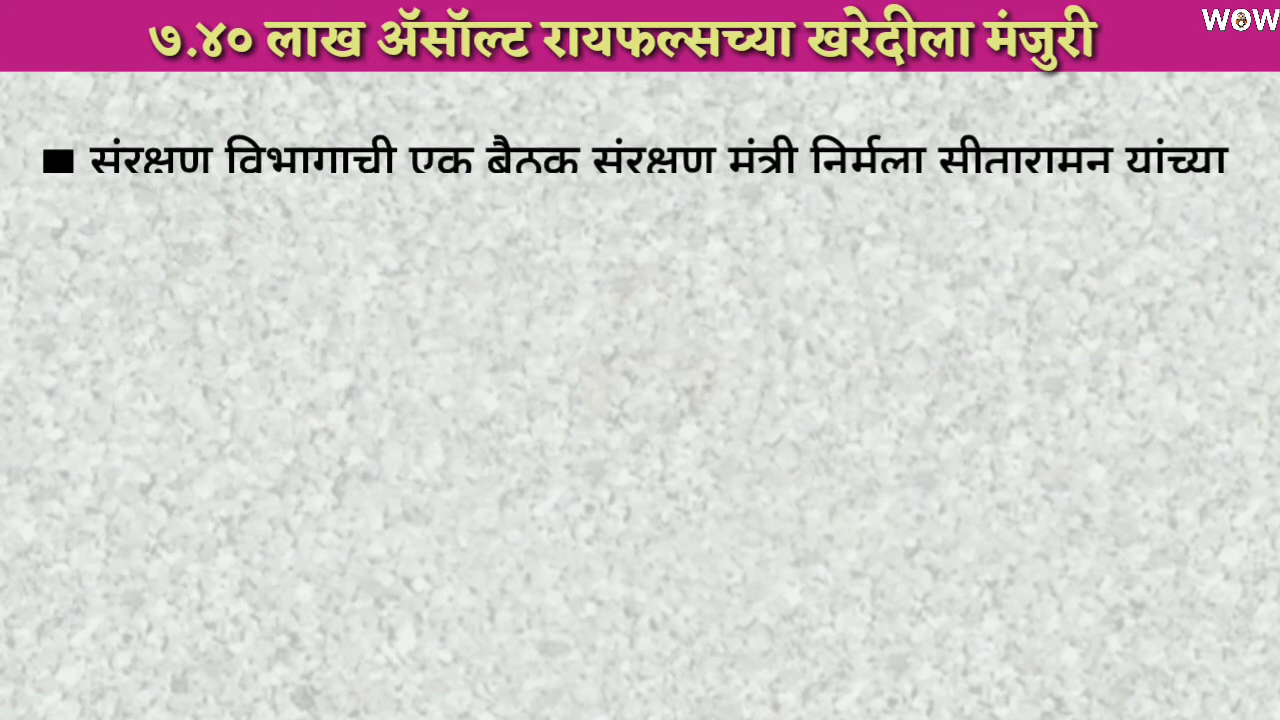 ७.४० लाख ॲसॉल्ट रायफल्सच्या खरेदीला मंजुरी
WOW
■ संरक्षण विभागाची एक बैठक संरक्षण मंत्री निर्मला सीतारामन यांच्या